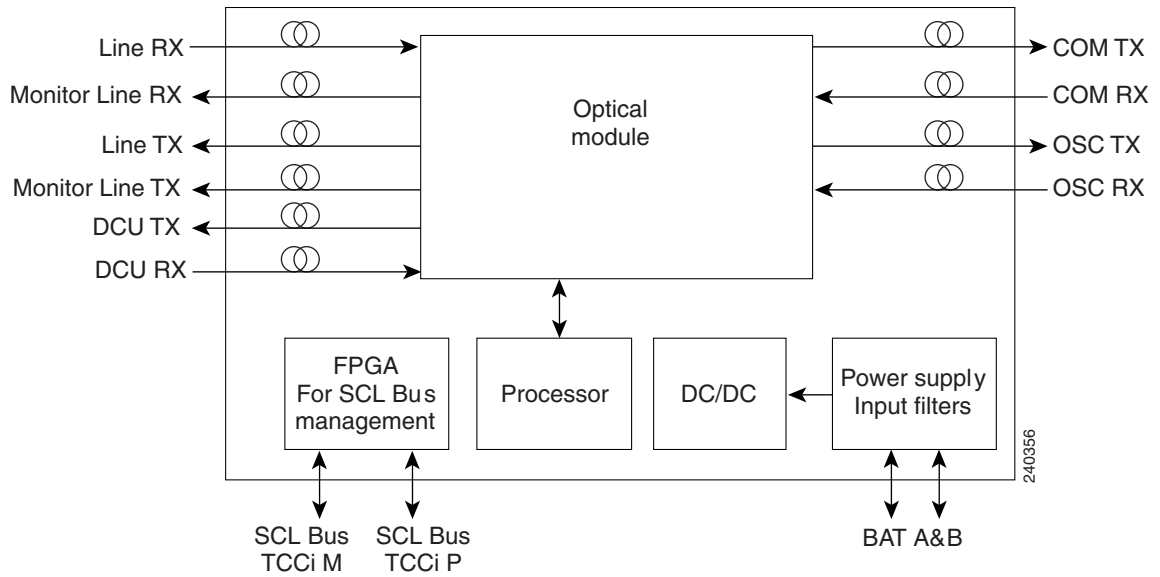 Line RX
Monitor Line RX
Line TX
Monitor Line TX
DCU TX
DCU RX
Optical
module
COM TX
COM RX
OSC TX
OSC RX
FPGA
For SCL Bus
management
Processor
DC/DC
Power supply
Input filters
240356
SCL Bus
TCCi M
SCL Bus
TCCi P
BAT A&B